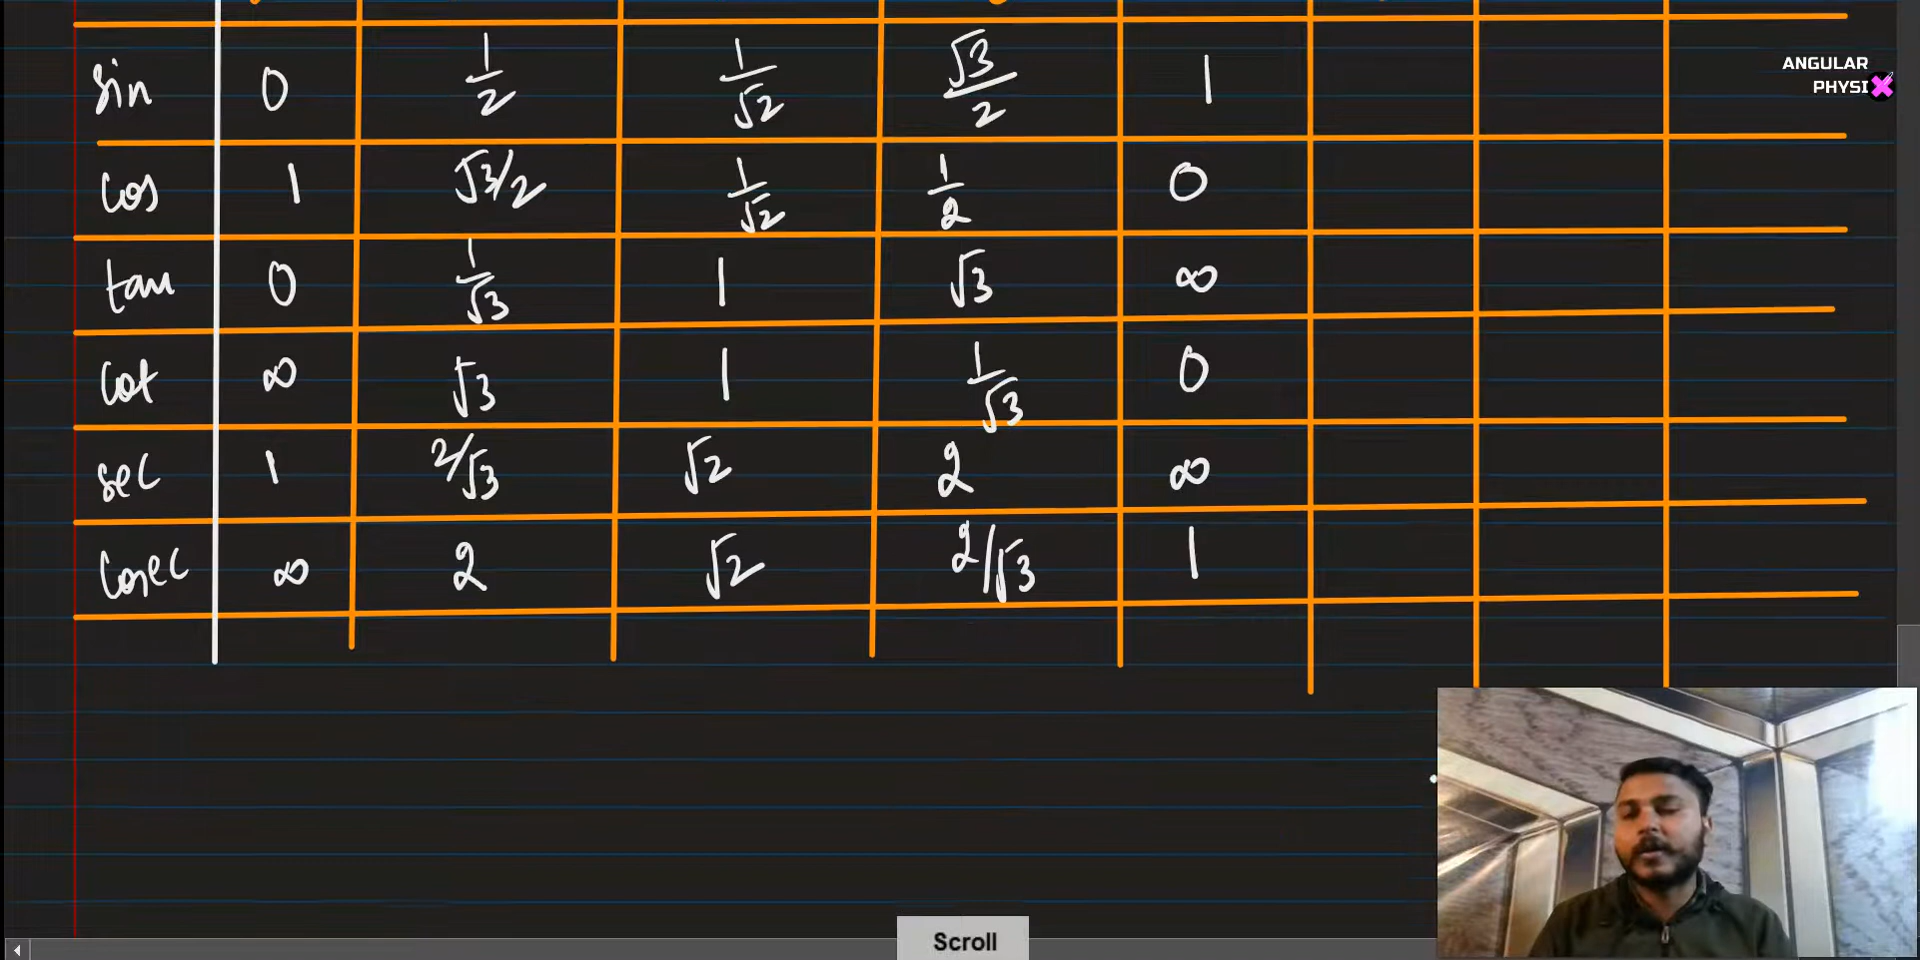 ANGULAR
PHYSI
sin 0 1/2 1/√2 √3/2 1
cos 1 √3/2 1/√2 1/2 0
tan 0 1/√3 1 √3 ∞
cot ∞ √3 1 1/√3 0
sec 1 2/√3 √2 2 ∞
cosec ∞ 2 √2 2/√3 1
Scroll